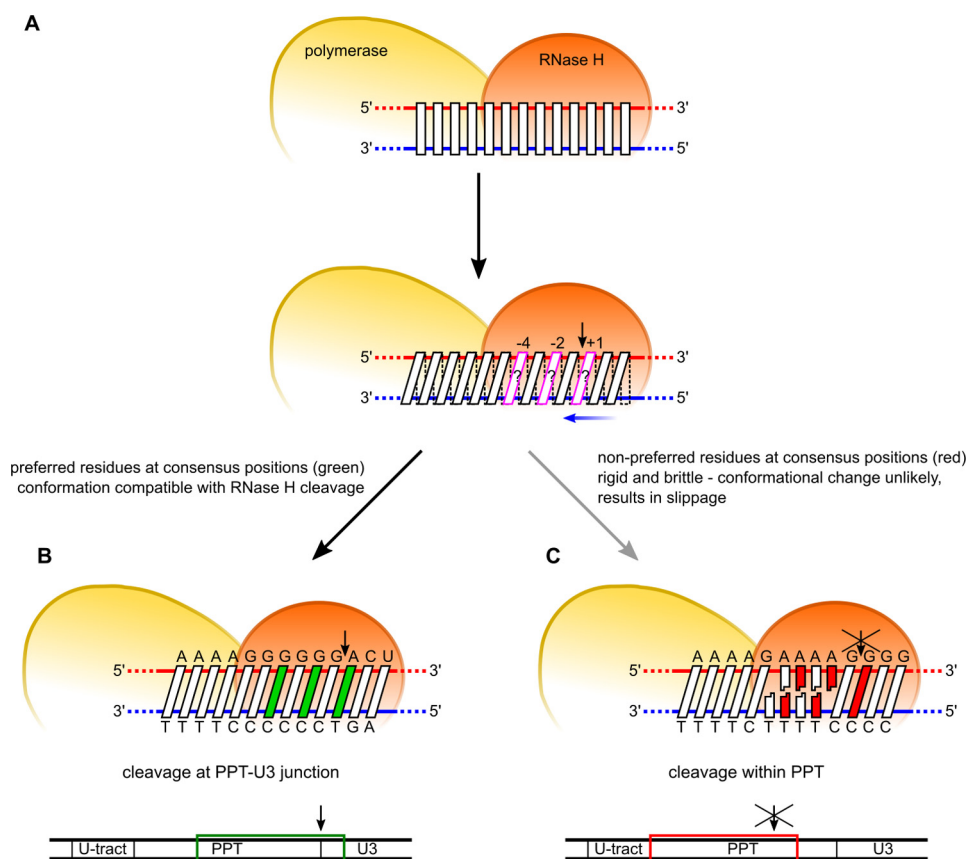 A
polymerase
RNase H
5' 3'
3' 5'
-4 -2 +1
5' 3'
? ? ?
3' 5'
preferred residues at consensus positions (green)
conformation compatible with RNase H cleavage
non-preferred residues at consensus positions (red)
rigid and brittle - conformational change unlikely,
results in slippage
B
A A A A G G G G G G A C U
5' 3'
3' 5'
T T T T C C C C C C T G A
cleavage at PPT-U3 junction
U-tract PPT U3
C
A A A A G A A A A G G G G
5' 3'
3' 5'
T T T T C T T T T C C C C
cleavage within PPT
U-tract PPT U3